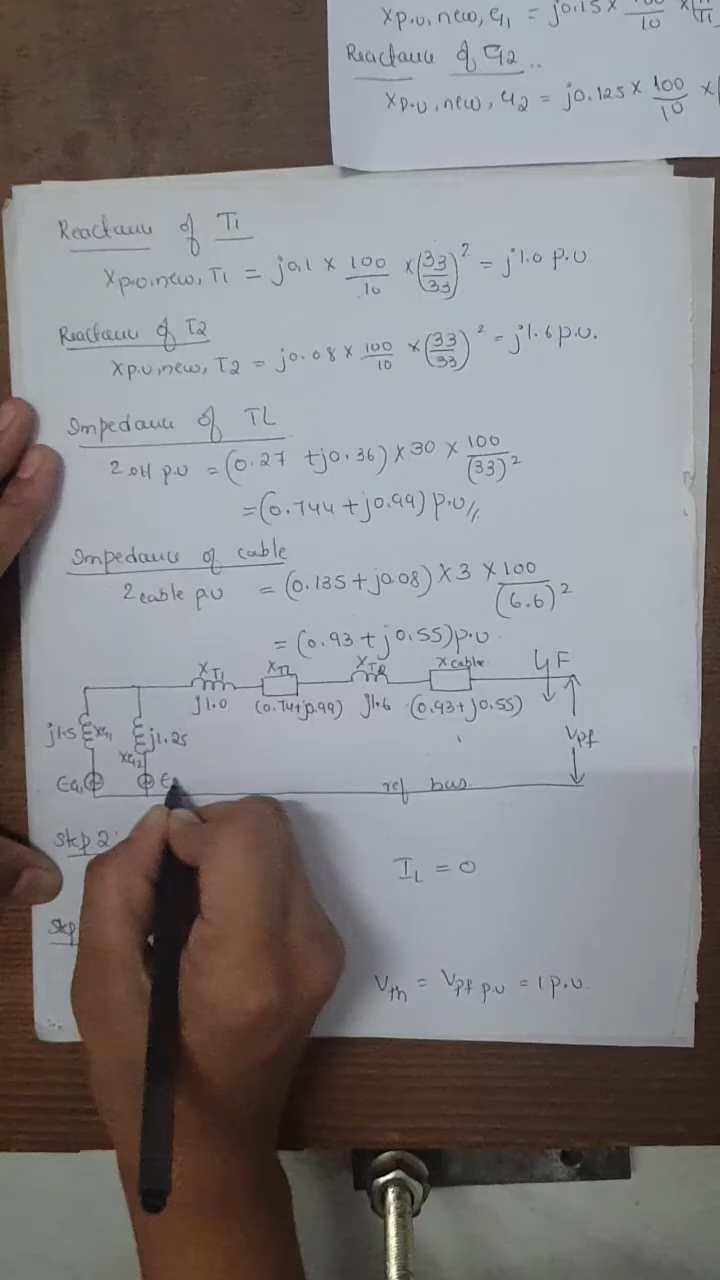 Xp.u,new, G1 = j0.15 × 10
Reactance of G2 ..
Xp.u,new, G2 = j0.125 × 100/10 × (
Reactance of T1
Xp.u,new, T1 = j0.1 × 100/10 × (33/33)² = j1.0 p.u
Reactance of T2
Xp.u,new, T2 = j0.08 × 100/10 × (33/33)² = j1.6 p.u.
Impedance of TL
ZOH p.u = (0.27 + j0.36) × 30 × 100/(33)²
= (0.744 + j0.99) p.u //
Impedance of cable
Zcable p.u = (0.135 + j0.08) × 3 × 100/(6.6)²
= (0.93 + j0.55) p.u
XT1 XTL XT2 Xcable F
j1.0 (0.74+j0.99) j1.6 (0.93+j0.55)
j1.5 XG1 j1.25 XG2 Vpf
EG1 E
ref bus
Step 2:
IL = 0
Step
Vth = Vpf p.u = 1 p.u.